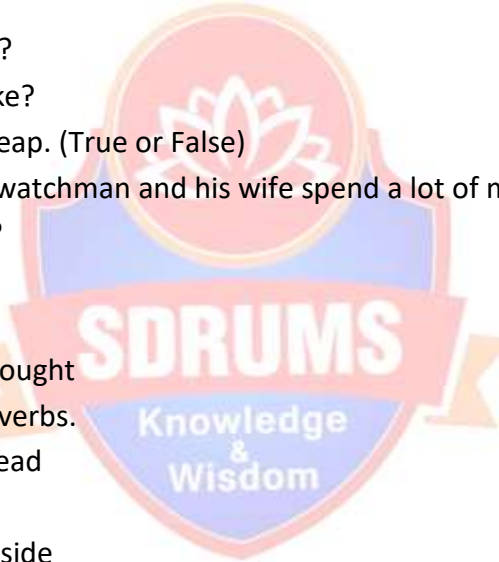 ?
ke?
eap. (True or False)
watchman and his wife spend a lot of m
ought
verbs.
ead
side
SDRUMS
Knowledge
&
Wisdom